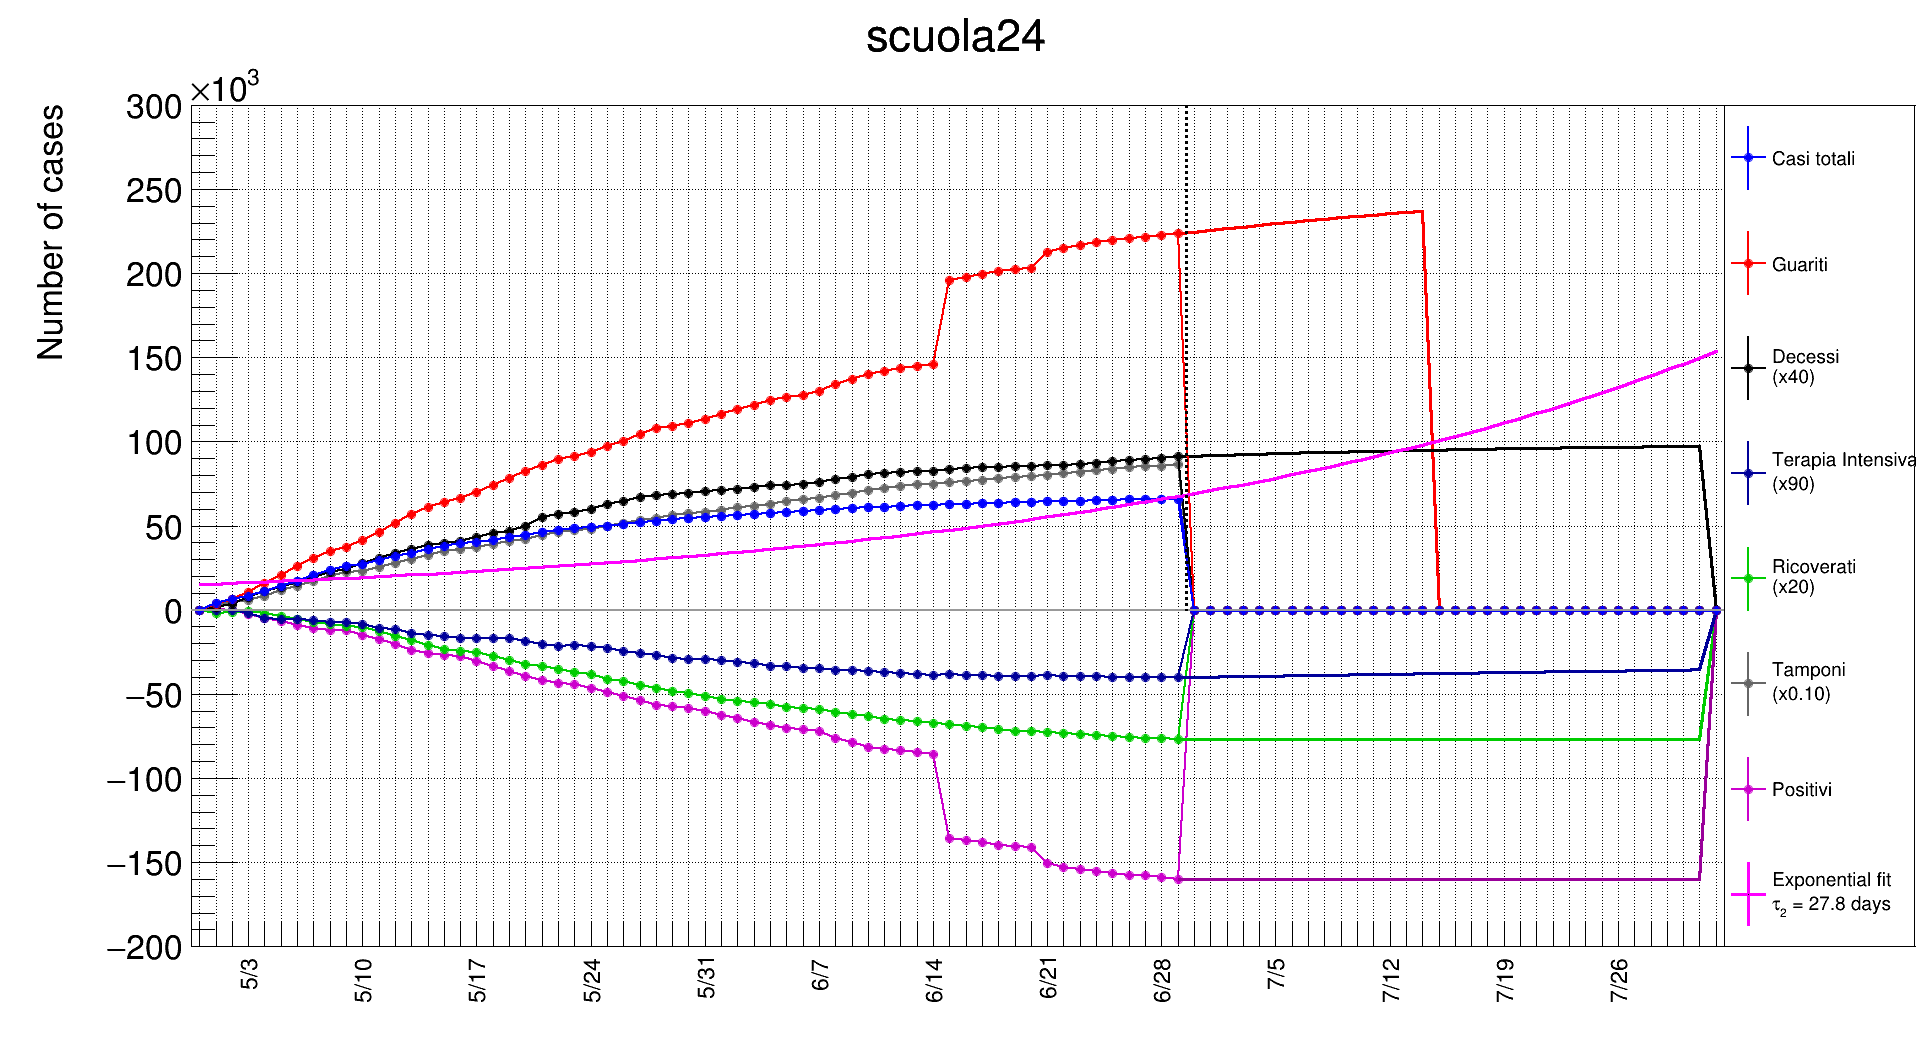 scuola24
×10³
Number of cases
300
250
200
150
100
50
0
−50
−100
−150
−200
5/3
5/10
5/17
5/24
5/31
6/7
6/14
6/21
6/28
7/5
7/12
7/19
7/26
Casi totali
Guariti
Decessi
(x40)
Terapia Intensiva
(x90)
Ricoverati
(x20)
Tamponi
(x0.10)
Positivi
Exponential fit
τ₂ = 27.8 days